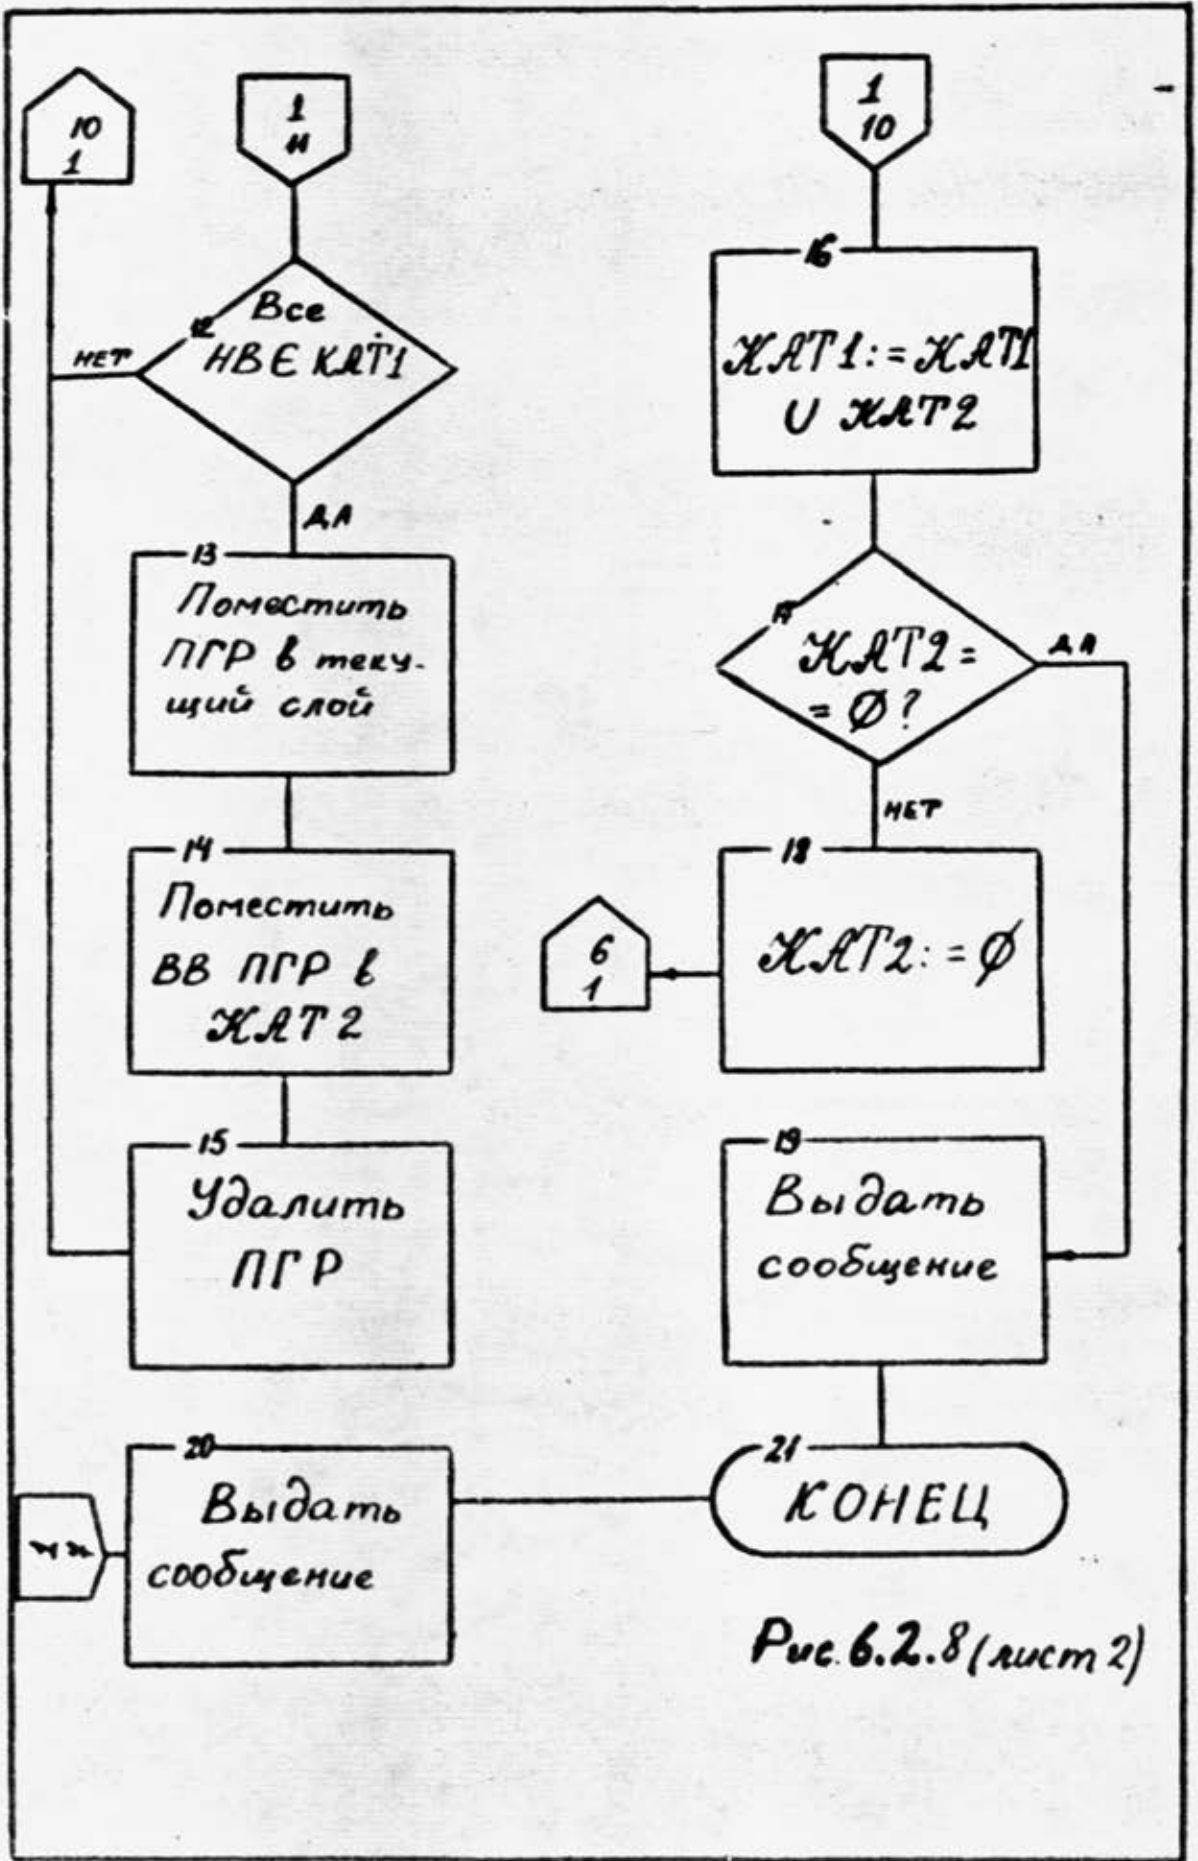 10
1
1
11
12
Все
НВ Є КАТ1
НЕТ
ДА
13
Поместить
ПГР в теку-
щий слой
14
Поместить
ВВ ПГР в
КАТ2
15
Удалить
ПГР
20
Выдать
сообщение
1
10
16
КАТ1:=КАТ1
U КАТ2
17
КАТ2=
=Ø?
ДА
НЕТ
18
КАТ2:=Ø
6
1
19
Выдать
сообщение
21
КОНЕЦ
Рис. 6.2.8 (лист 2)